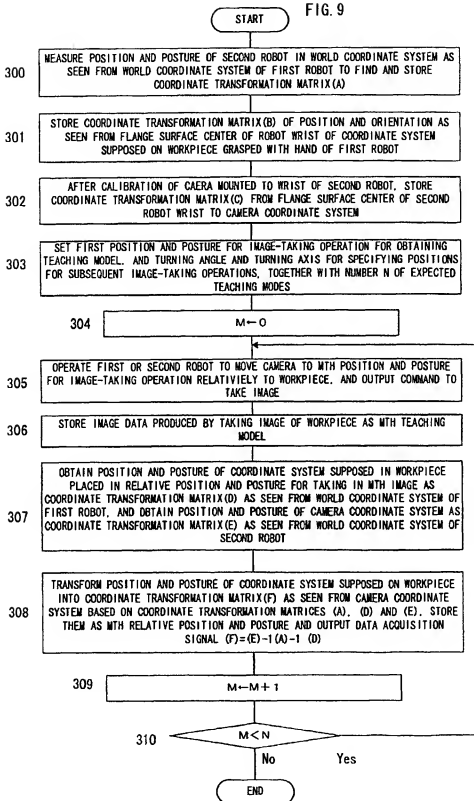 FIG. 9
START
300
MEASURE POSITION AND POSTURE OF SECOND ROBOT IN WORLD COORDINATE SYSTEM AS
SEEN FROM WORLD COORDINATE SYSTEM OF FIRST ROBOT TO FIND AND STORE
COORDINATE TRANSFORMATION MATRIX(A)
301
STORE COORDINATE TRANSFORMATION MATRIX(B) OF POSITION AND ORIENTATION AS
SEEN FROM FLANGE SURFACE CENTER OF ROBOT WRIST OF COORDINATE SYSTEM
SUPPOSED ON WORKPIECE GRASPED WITH HAND OF FIRST ROBOT
302
AFTER CALIBRATION OF CAERA MOUNTED TO WRIST OF SECOND ROBOT. STORE
COORDINATE TRANSFORMATION MATRIX(C) FROM FLANGE SURFACE CENTER OF SECOND
ROBOT WRIST TO CAMERA COORDINATE SYSTEM
303
SET FIRST POSITION AND POSTURE FOR IMAGE-TAKING OPERATION FOR OBTAINING
TEACHING MODEL. AND TURNING ANGLE AND TURNING AXIS FOR SPECIFYING POSITIONS
FOR SUBSEQUENT IMAGE-TAKING OPERATIONS, TOGETHER WITH NUMBER N OF EXPECTED
TEACHING MODES
304
M←0
305
OPERATE FIRST OR SECOND ROBOT TO MOVE CAMERA TO MTH POSITION AND POSTURE
FOR IMAGE-TAKING OPERATION RELATIVIELY TO WORKPIECE, AND OUTPUT COMMAND TO
TAKE IMAGE
306
STORE IMAGE DATA PRODUCED BY TAKING IMAGE OF WORKPIECE AS MTH TEACHING
MODEL
307
OBTAIN POSITION AND POSTURE OF COORDINATE SYSTEM SUPPOSED IN WORKPIECE
PLACED IN RELATIVE POSITION AND POSTURE FOR TAKING IN MTH IMAGE AS
COORDINATE TRANSFORMATION MATRIX(D) AS SEEN FROM WORLD COORDINATE SYSTEM OF
FIRST ROBOT, AND OBTAIN POSITION AND POSTURE OF CAMERA COORDINATE SYSTEM AS
COORDINATE TRANSFORMATION MATRIX(E) AS SEEN FROM WORLD COORDINATE SYSTEM OF
SECOND ROBOT
308
TRANSFORM POSITION AND POSTURE OF COORDINATE SYSTEM SUPPOSED ON WORKPIECE
INTO COORDINATE TRANSFORMATION MATRIX(F) AS SEEN FROM CAMERA COORDINATE
SYSTEM BASED ON COORDINATE TRANSFORMATION MATRICES (A), (D) AND (E), STORE
THEM AS MTH RELATIVE POSITION AND POSTURE AND OUTPUT DATA ACQUISITION
SIGNAL (F)=(E)-1(A)-1 (D)
309
M←M+1
310
M<N
No
Yes
END